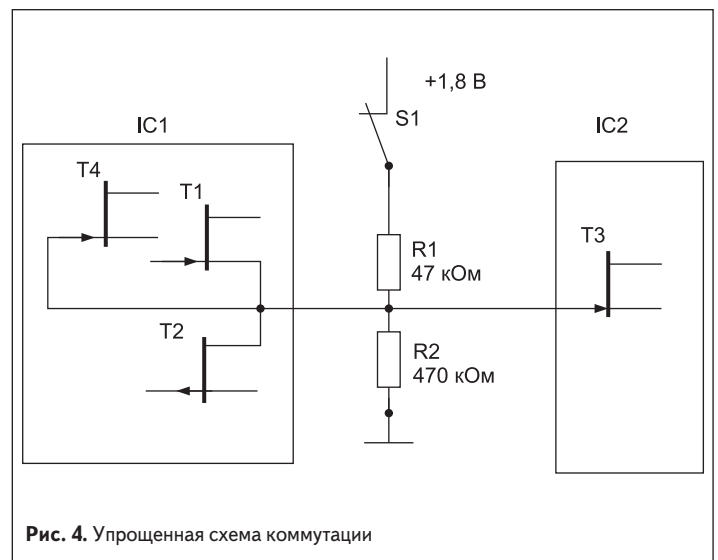 +1,8 В
S1
IC1
IC2
T4
T1
T3
R1
47 кОм
T2
R2
470 кОм
Рис. 4. Упрощенная схема коммутации